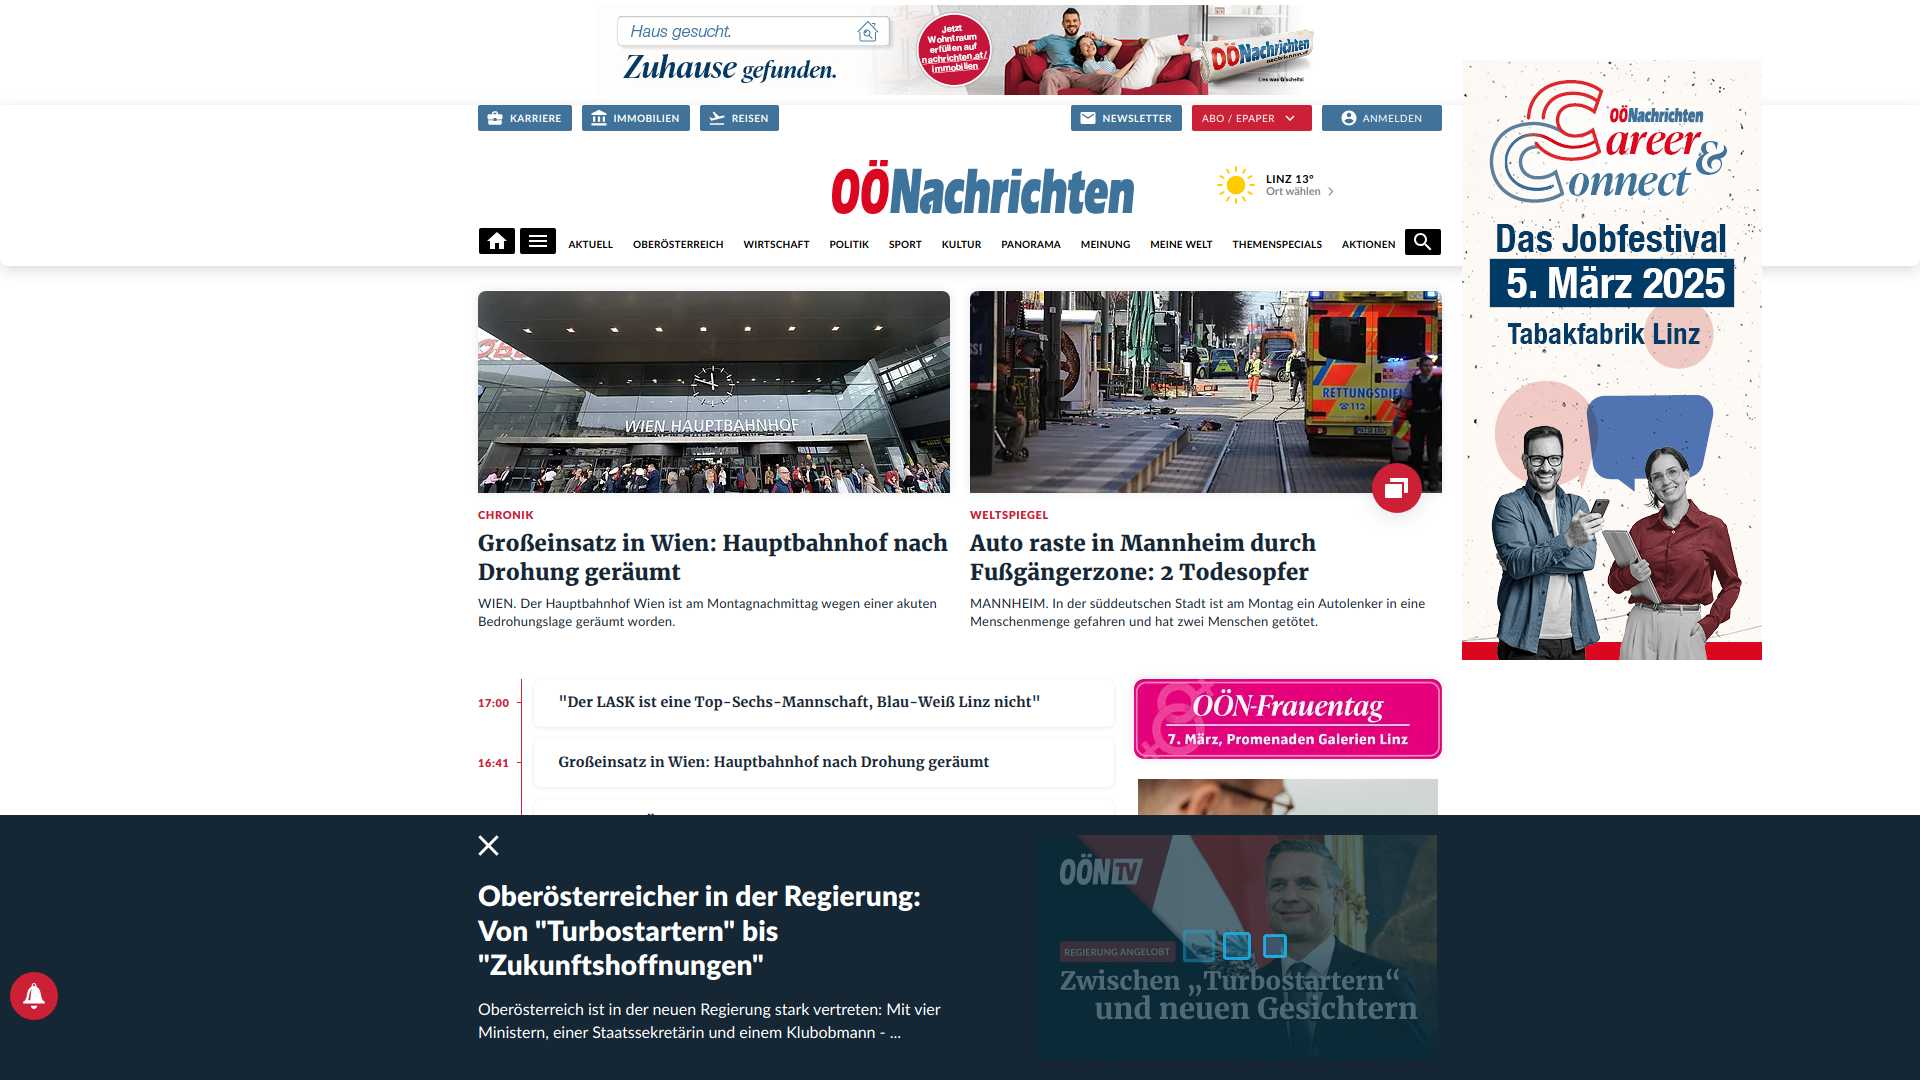 Haus gesucht.
Zuhause gefunden.
Jetzt
Wohntraum
erfüllen auf
nachrichten.at/
immobilien
OÖNachrichten
KARRIERE
IMMOBILIEN
REISEN
NEWSLETTER
ABO / EPAPER
ANMELDEN
OÖNachrichten
LINZ 13°
Ort wählen
AKTUELL
OBERÖSTERREICH
WIRTSCHAFT
POLITIK
SPORT
KULTUR
PANORAMA
MEINUNG
MEINE WELT
THEMENSPECIALS
AKTIONEN
OÖNachrichten
Career &
Connect
Das Jobfestival
5. März 2025
Tabakfabrik Linz
WIEN HAUPTBAHNHOF
RETTUNGSDIE
☎112
CHRONIK
Großeinsatz in Wien: Hauptbahnhof nach
Drohung geräumt
WIEN. Der Hauptbahnhof Wien ist am Montagnachmittag wegen einer akuten
Bedrohungslage geräumt worden.
WELTSPIEGEL
Auto raste in Mannheim durch
Fußgängerzone: 2 Todesopfer
MANNHEIM. In der süddeutschen Stadt ist am Montag ein Autolenker in eine
Menschenmenge gefahren und hat zwei Menschen getötet.
17:00
"Der LASK ist eine Top-Sechs-Mannschaft, Blau-Weiß Linz nicht"
16:41
Großeinsatz in Wien: Hauptbahnhof nach Drohung geräumt
OÖN-Frauentag
7. März, Promenaden Galerien Linz
Oberösterreicher in der Regierung:
Von "Turbostartern" bis
"Zukunftshoffnungen"
Oberösterreich ist in der neuen Regierung stark vertreten: Mit vier
Ministern, einer Staatssekretärin und einem Klubobmann - ...
OÖN TV
REGIERUNG ANGELOBT
Zwischen „Turbostartern“
und neuen Gesichtern